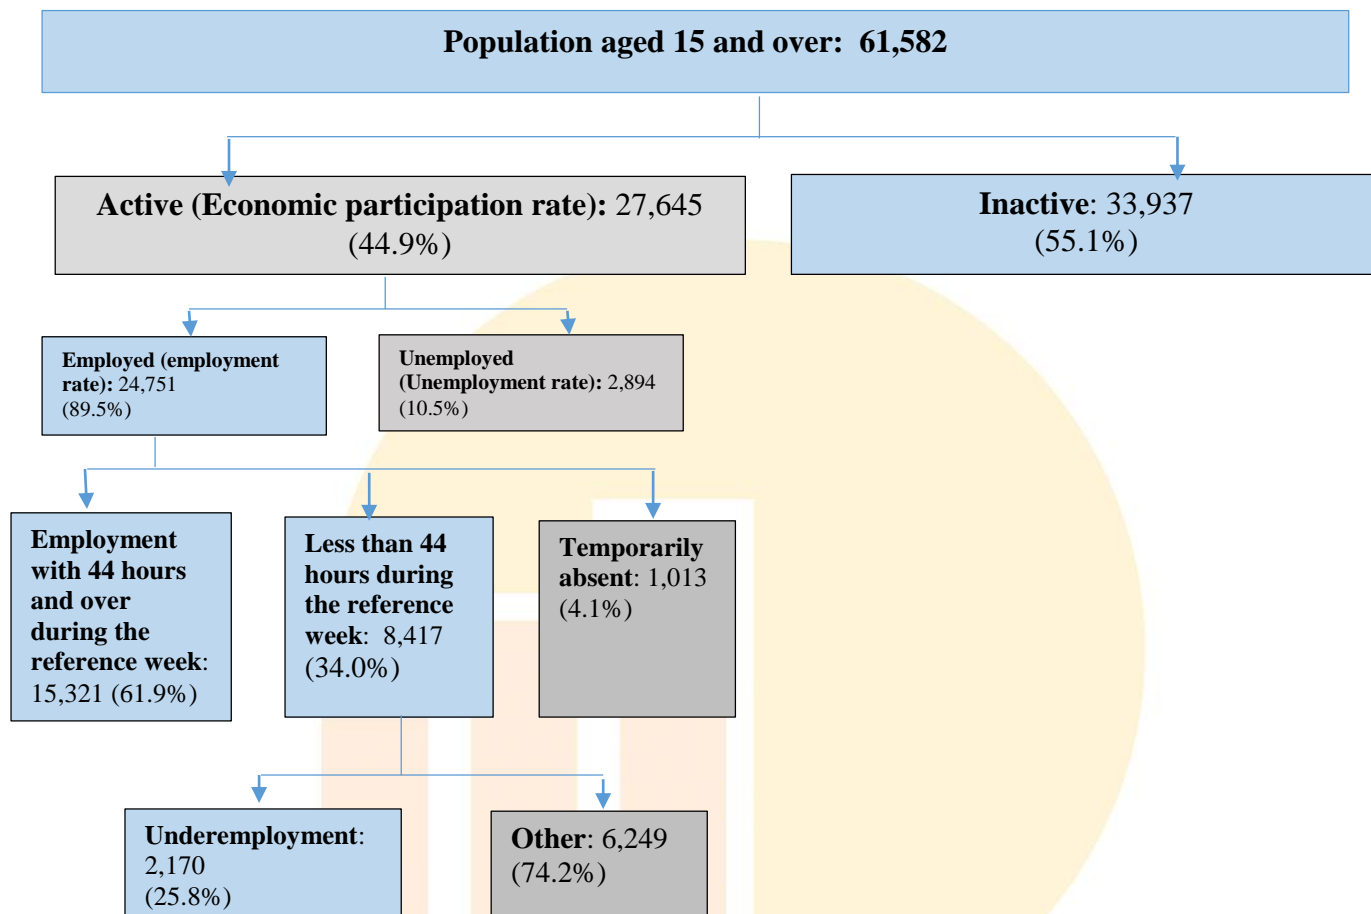 Population aged 15 and over:  61,582
Active (Economic participation rate): 27,645
(44.9%)
Inactive: 33,937
(55.1%)
Employed (employment
rate): 24,751
(89.5%)
Unemployed
(Unemployment rate): 2,894
(10.5%)
Employment
with 44 hours
and over
during the
reference week:
15,321 (61.9%)
Less than 44
hours during
the reference
week:  8,417
(34.0%)
Temporarily
absent: 1,013
(4.1%)
Underemployment:
2,170
(25.8%)
Other: 6,249
(74.2%)